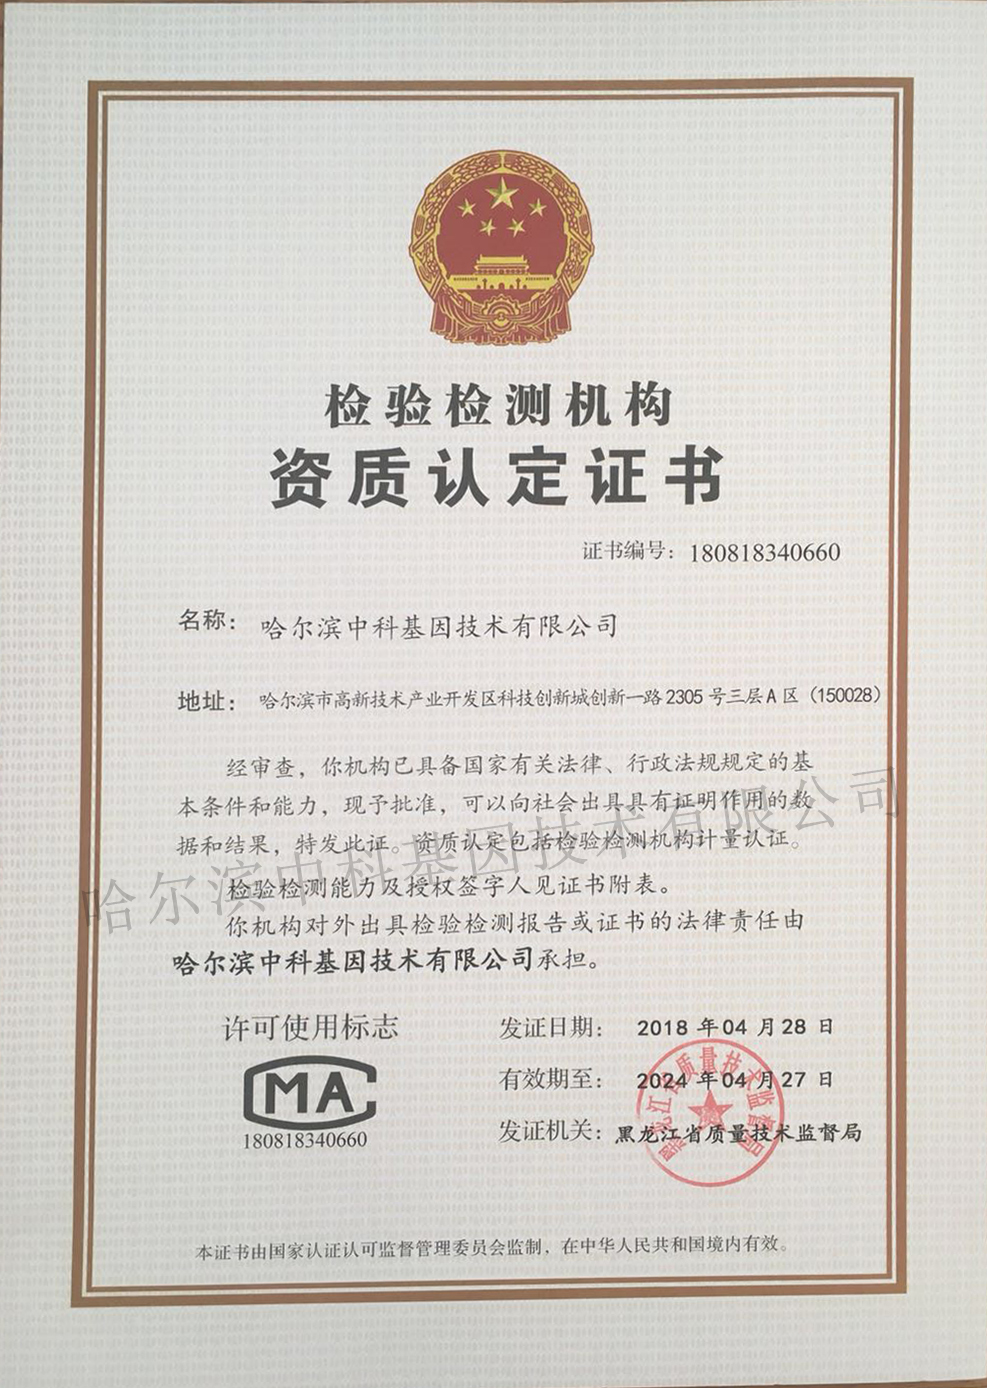 检验检测机构
资质认定证书
证书编号：180818340660
名称：哈尔滨中科基因技术有限公司
地址：哈尔滨市高新技术产业开发区科技创新城创新一路2305号三层A区（150028）
经审查，你机构已具备国家有关法律、行政法规规定的基
本条件和能力，现予批准，可以向社会出具具有证明作用的数
据和结果，特发此证。资质认定包括检验检测机构计量认证。
检验检测能力及授权签字人见证书附表。
你机构对外出具检验检测报告或证书的法律责任由
哈尔滨中科基因技术有限公司承担。
哈尔滨中科基因技术有限公司
许可使用标志
MA
180818340660
发证日期：2018年04月28日
有效期至：2024年04月27日
发证机关：黑龙江省质量技术监督局
黑龙江省质量技术监督局
本证书由国家认证认可监督管理委员会监制，在中华人民共和国境内有效。